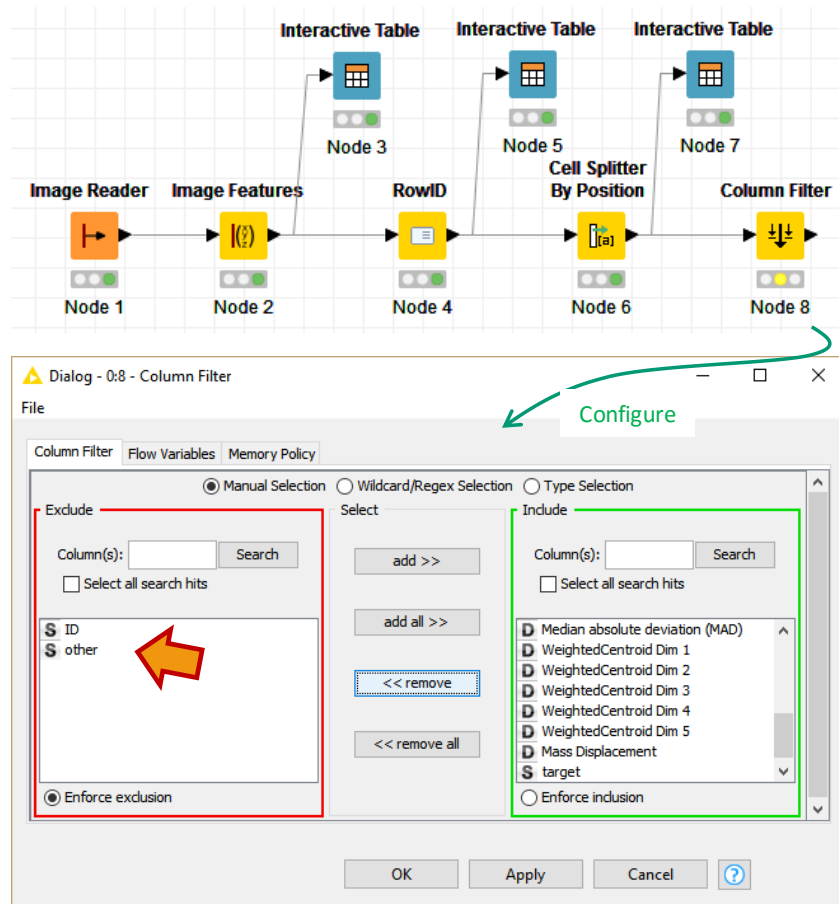 Interactive Table Interactive Table Interactive Table
Node 3 Node 5 Node 7
Image Reader Image Features RowID Cell Splitter By Position Column Filter
[a]
Node 1 Node 2 Node 4 Node 6 Node 8
Dialog - 0:8 - Column Filter
File
Configure
Column Filter Flow Variables Memory Policy
Manual Selection Wildcard/Regex Selection Type Selection
Exclude Select Include
Column(s): Search add >> Column(s): Search
Select all search hits Select all search hits
add all >>
S ID D Median absolute deviation (MAD)
S other D WeightedCentroid Dim 1
D WeightedCentroid Dim 2
<< remove D WeightedCentroid Dim 3
D WeightedCentroid Dim 4
D WeightedCentroid Dim 5
<< remove all D Mass Displacement
S target
Enforce exclusion Enforce inclusion
OK Apply Cancel ?